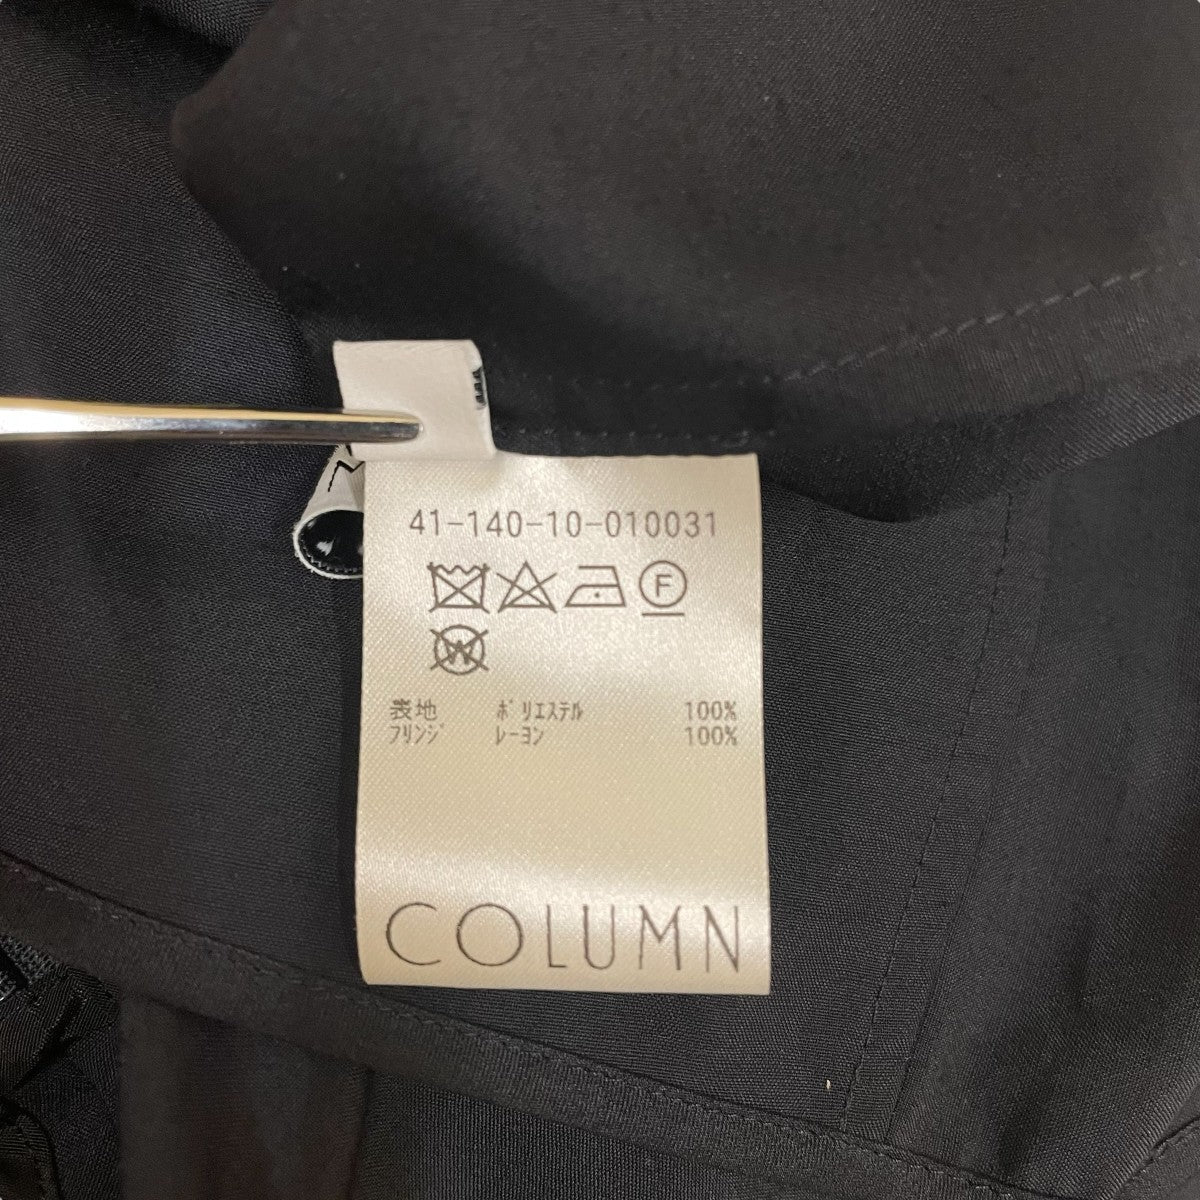 41-140-10-010031
F
W
表地 ﾎﾟﾘｴｽﾃﾙ 100%
ﾌﾘﾝｼﾞ ﾚｰﾖﾝ 100%
COLUMN